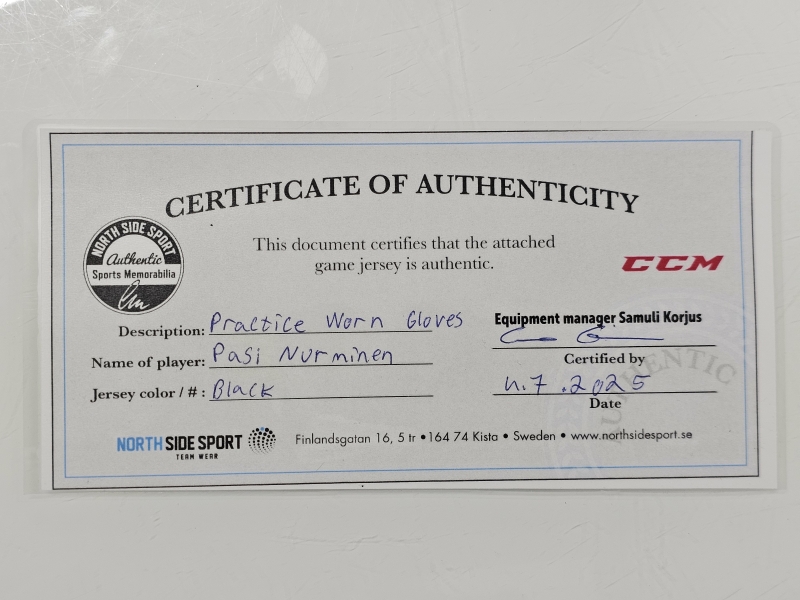 CERTIFICATE OF AUTHENTICITY
NORTH SIDE SPORT
Authentic
Sports Memorabilia
This document certifies that the attached
game jersey is authentic.
CCM
Description: Practice Worn Gloves
Name of player: Pasi Nurminen
Jersey color / # : Black
Equipment manager Samuli Korjus
Certified by
11.7.2025
Date
AUTHENTIC
NORTH SIDE SPORT
TEAM WEAR
Finlandsgatan 16, 5 tr • 164 74 Kista • Sweden • www.northsidesport.se